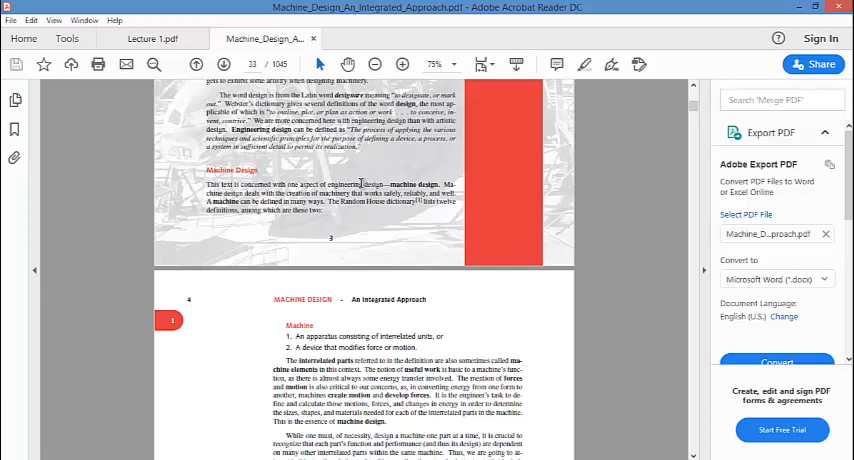 Machine_Design_An_Integrated_Approach.pdf - Adobe Acrobat Reader DC
File Edit View Window Help
Home Tools Lecture 1.pdf Machine_Design_A... × Sign In
33 / 1045 75% Share
gers to exhibit some artistry when designing machinery.
The word design is from the Latin word designare meaning "to designate, or mark
out." Webster's dictionary gives several definitions of the word design, the most ap-
plicable of which is "to outline, plot, or plan as action or work . . . to conceive, in-
vent, contrive." We are more concerned here with engineering design than with artistic
design. Engineering design can be defined as "The process of applying the various
techniques and scientific principles for the purpose of defining a device, a process, or
a system in sufficient detail to permit its realization."
Machine Design
This text is concerned with one aspect of engineering design—machine design. Ma-
chine design deals with the creation of machinery that works safely, reliably, and well.
A machine can be defined in many ways. The Random House dictionary[1] lists twelve
definitions, among which are these two:
3
4 MACHINE DESIGN - An Integrated Approach
1
Machine
1. An apparatus consisting of interrelated units, or
2. A device that modifies force or motion.
The interrelated parts referred to in the definition are also sometimes called ma-
chine elements in this context. The notion of useful work is basic to a machine's func-
tion, as there is almost always some energy transfer involved. The mention of forces
and motion is also critical to our concerns, as, in converting energy from one form to
another, machines create motion and develop forces. It is the engineer's task to de-
fine and calculate those motions, forces, and changes in energy in order to determine
the sizes, shapes, and materials needed for each of the interrelated parts in the machine.
This is the essence of machine design.
While one must, of necessity, design a machine one part at a time, it is crucial to
recognize that each part's function and performance (and thus its design) are dependent
on many other interrelated parts within the same machine. Thus, we are going to at-
Search 'Merge PDF'
Export PDF
Adobe Export PDF
Convert PDF Files to Word
or Excel Online
Select PDF File
Machine_D...proach.pdf ×
Convert to
Microsoft Word (*.docx)
Document Language:
English (U.S.) Change
Convert
Create, edit and sign PDF
forms & agreements
Start Free Trial